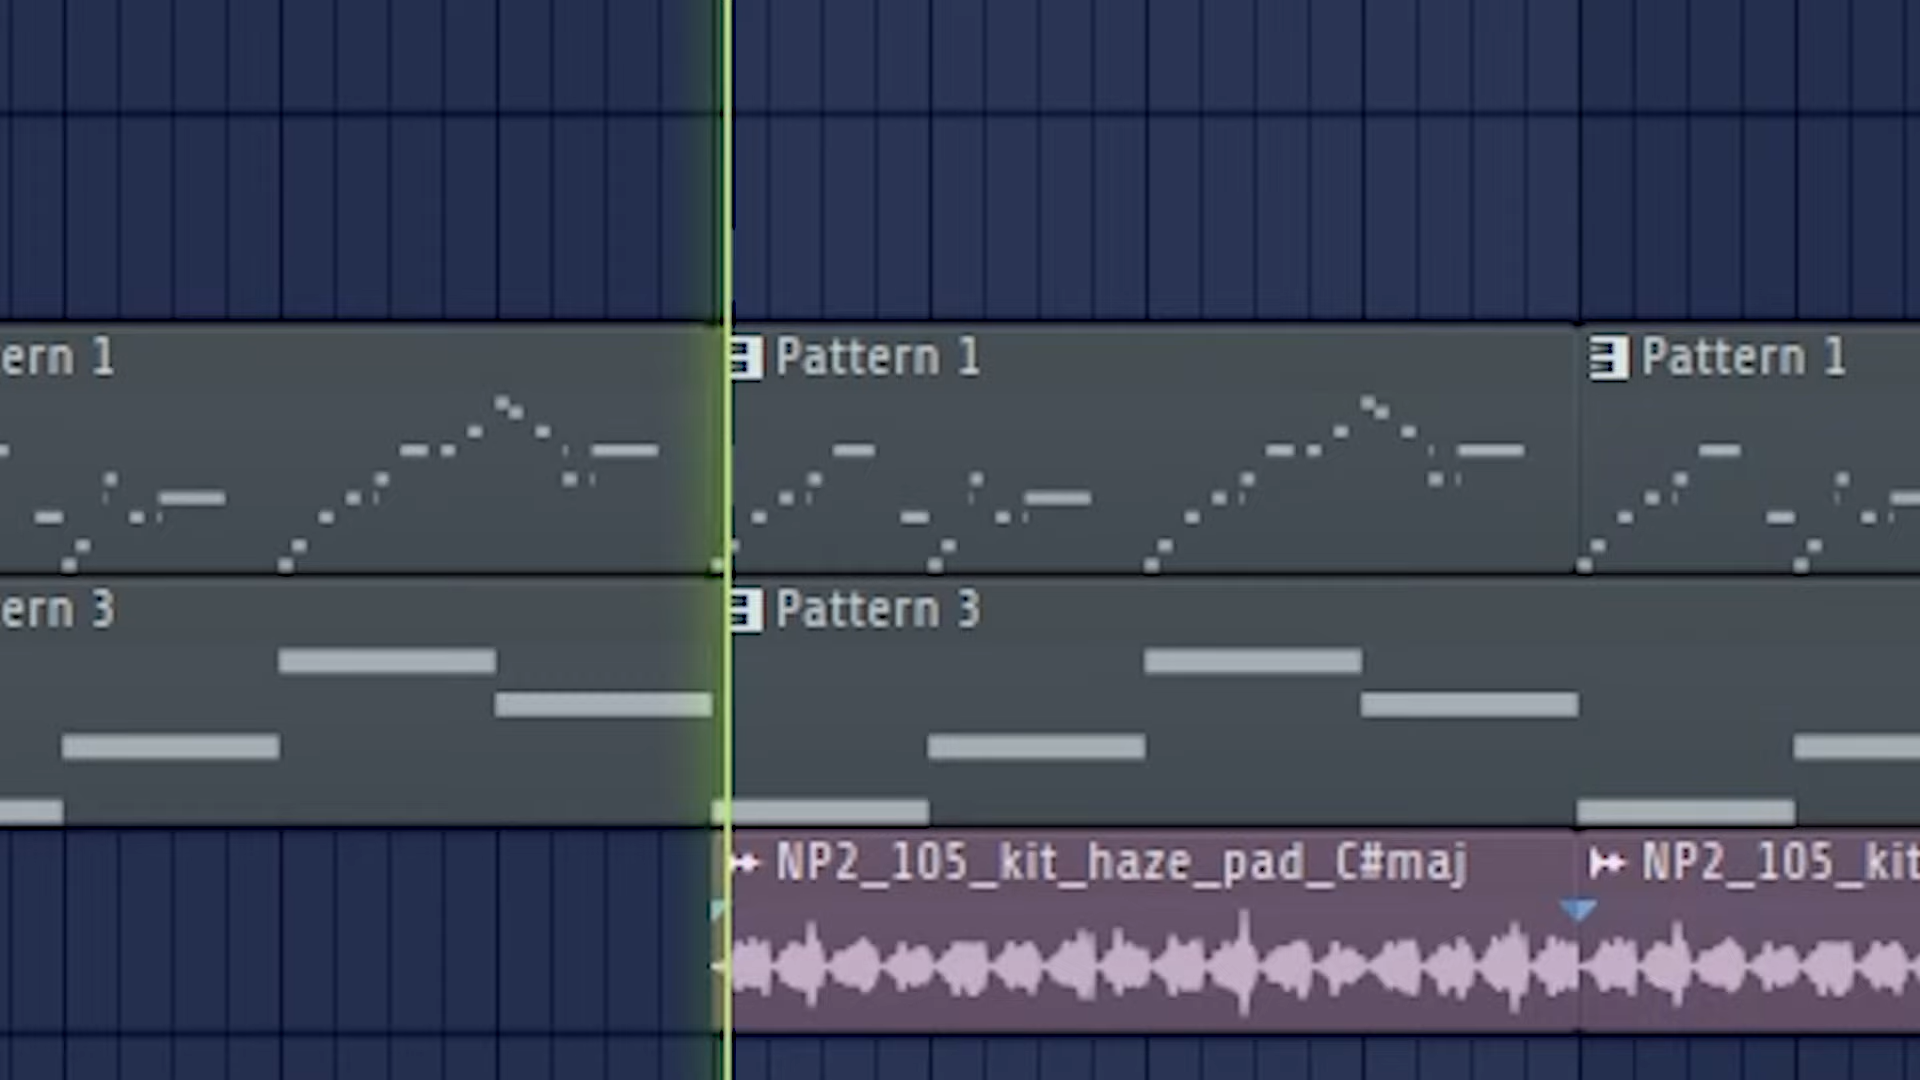 ern 1
Pattern 1
Pattern 1
ern 3
Pattern 3
NP2_105_kit_haze_pad_C#maj
NP2_105_kit